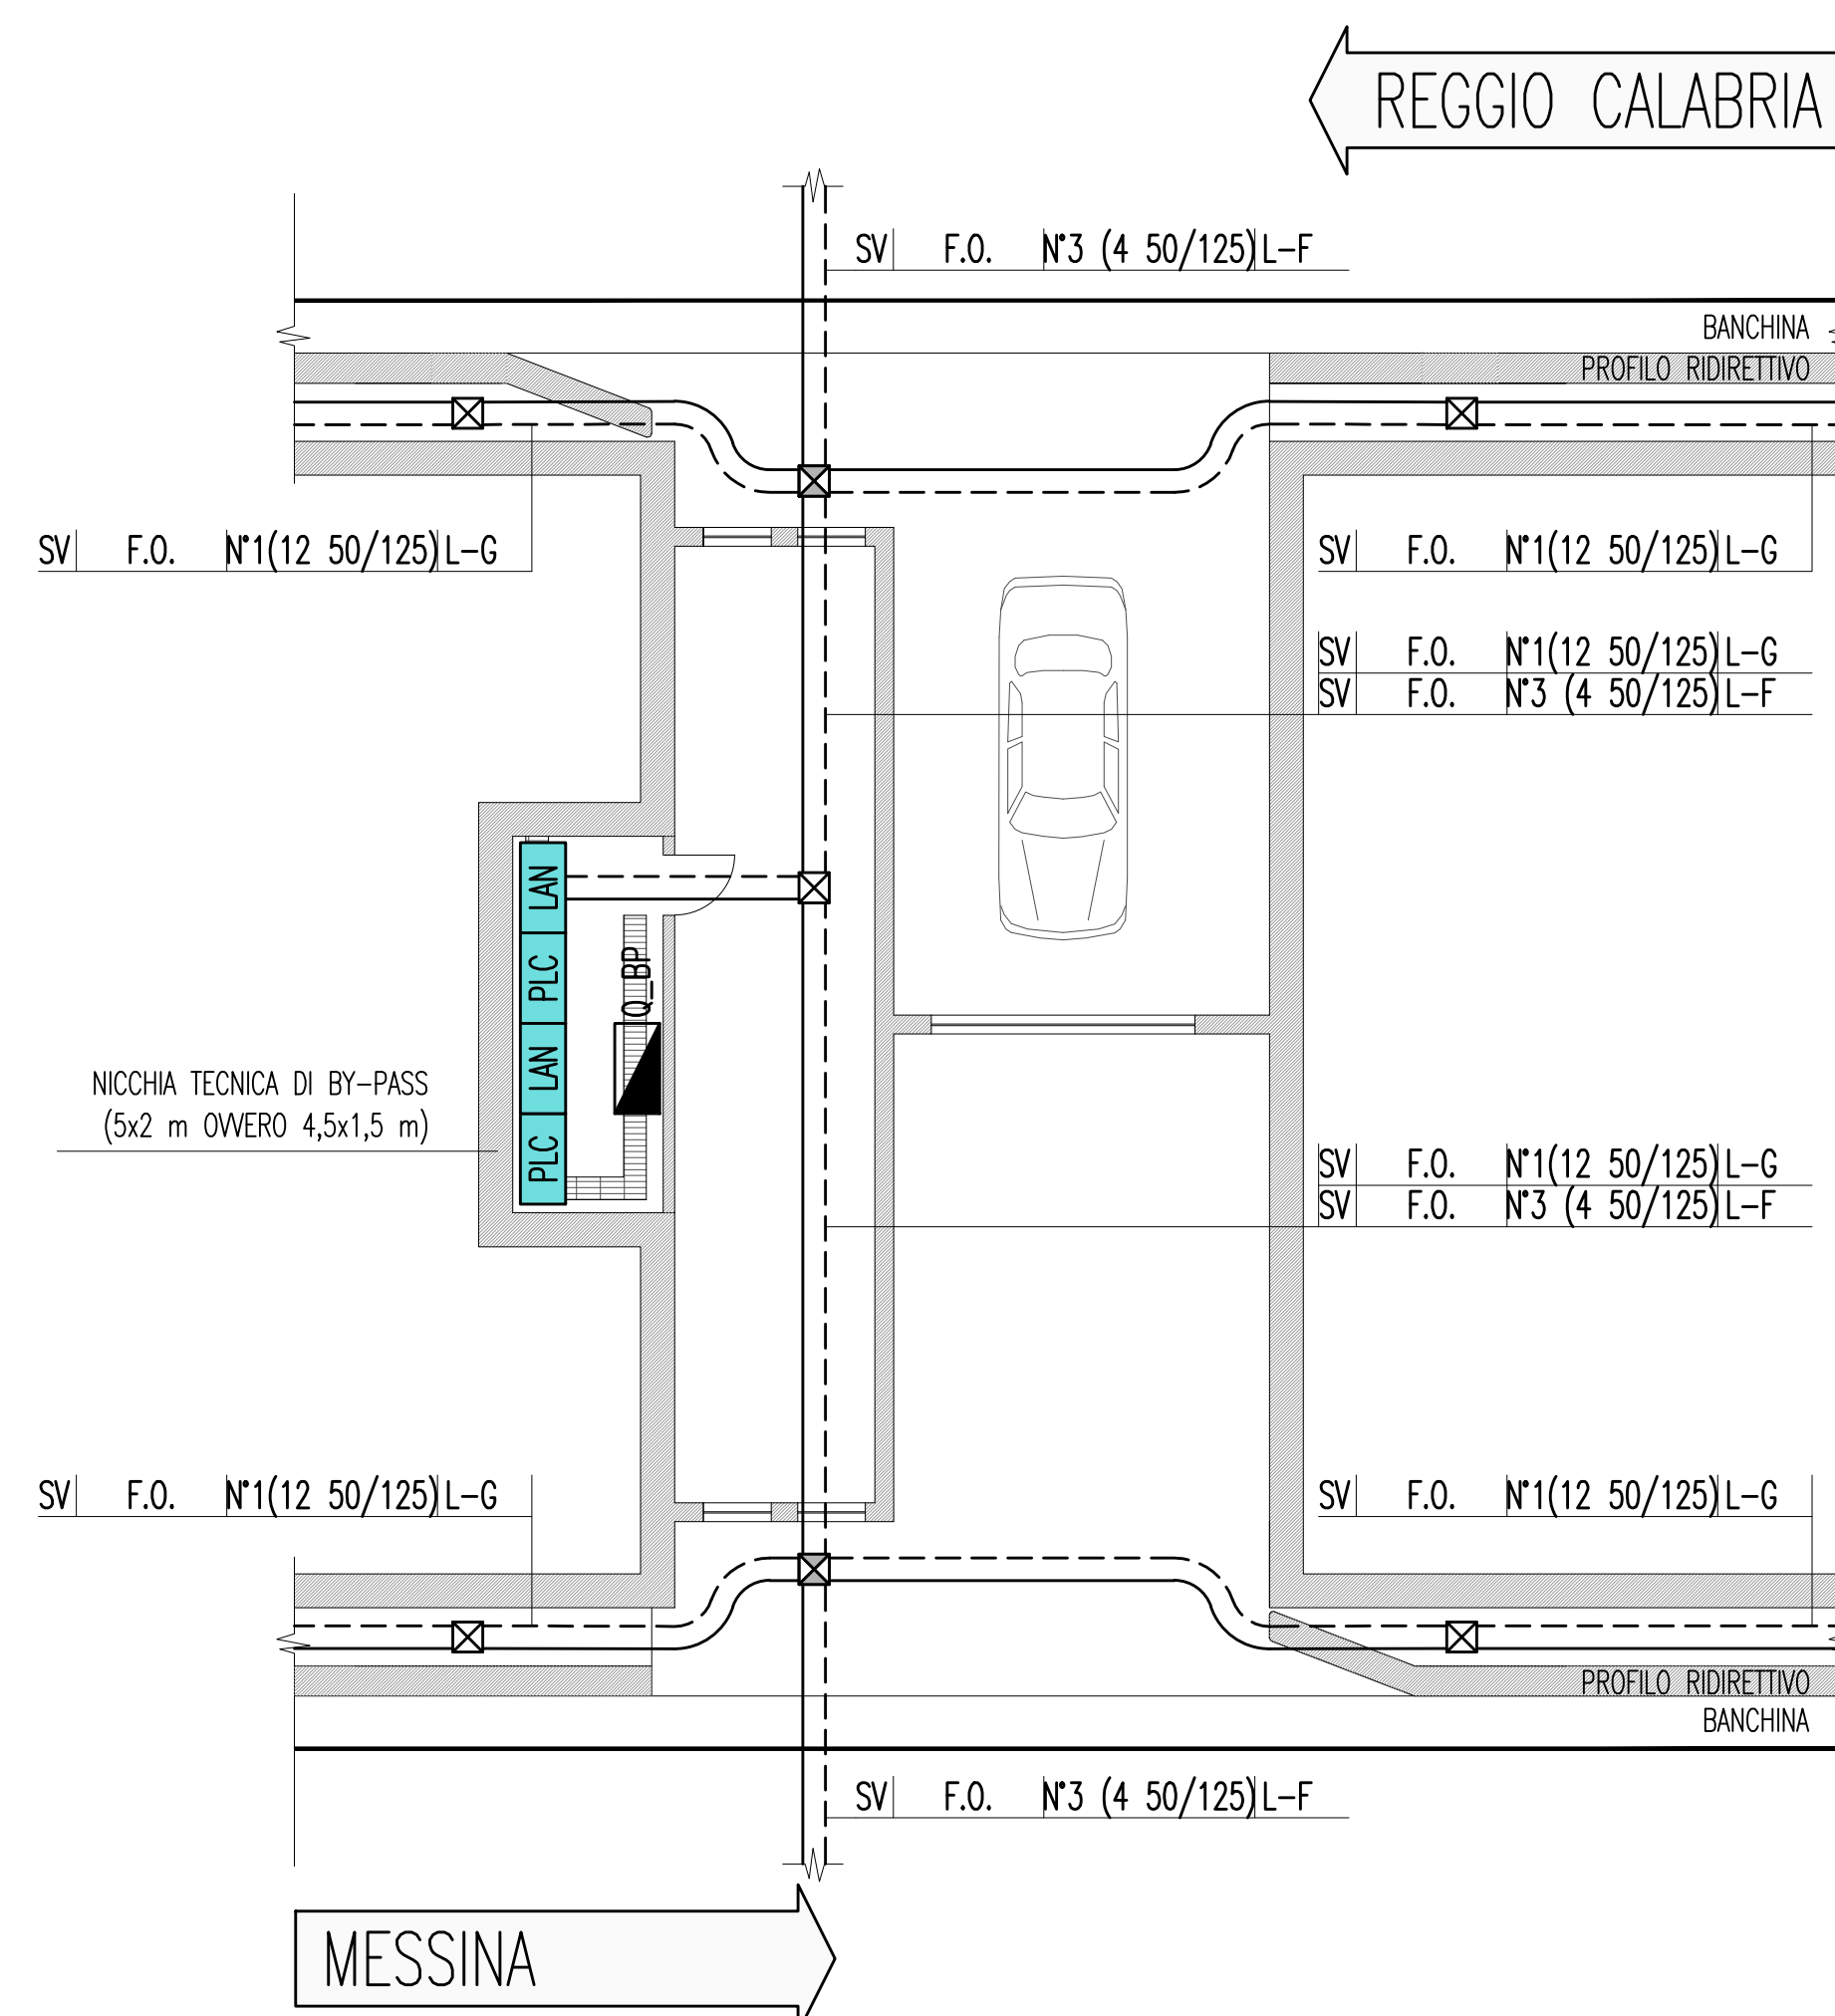 REGGIO CALABRIA
SV F.O. N°3 (4 50/125) L-F
BANCHINA
PROFILO RIDIRETTIVO
SV F.O. N°1(12 50/125) L-G
SV F.O. N°1(12 50/125) L-G
SV F.O. N°1(12 50/125) L-G
SV F.O. N°3 (4 50/125) L-F
LAN
PLC
LAN
PLC
Q_BP
NICCHIA TECNICA DI BY-PASS
(5x2 m OVVERO 4,5x1,5 m)
SV F.O. N°1(12 50/125) L-G
SV F.O. N°3 (4 50/125) L-F
SV F.O. N°1(12 50/125) L-G
SV F.O. N°1(12 50/125) L-G
PROFILO RIDIRETTIVO
BANCHINA
SV F.O. N°3 (4 50/125) L-F
MESSINA